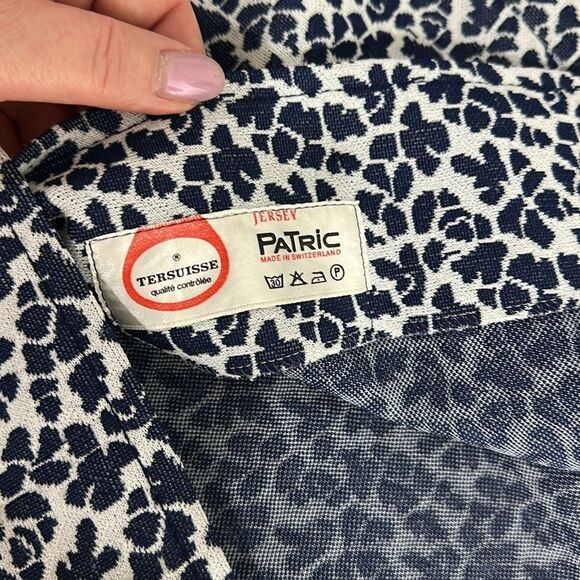 JERSEY
PATRIC
MADE IN SWITZERLAND
®
TERSUISSE
qualité contrôlée
30
P